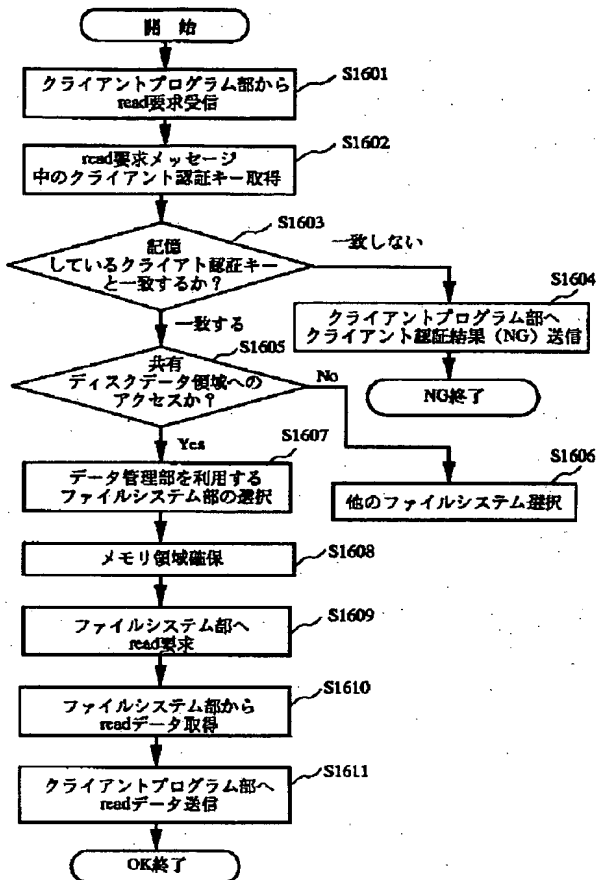 開 始
クライアントプログラム部から
read要求受信
S1601
read要求メッセージ
中のクライアント認証キー取得
S1602
記憶
しているクライアト認証キー
と一致するか?
S1603
一致しない
クライアントプログラム部へ
クライアント認証結果(NG)送信
S1604
NG終了
一致する
共有
ディスクデータ領域への
アクセスか?
S1605
No
Yes
データ管理部を利用する
ファイルシステム部の選択
S1607
他のファイルシステム選択
S1606
メモリ領域確保
S1608
ファイルシステム部へ
read要求
S1609
ファイルシステム部から
readデータ取得
S1610
クライアントプログラム部へ
readデータ送信
S1611
OK終了